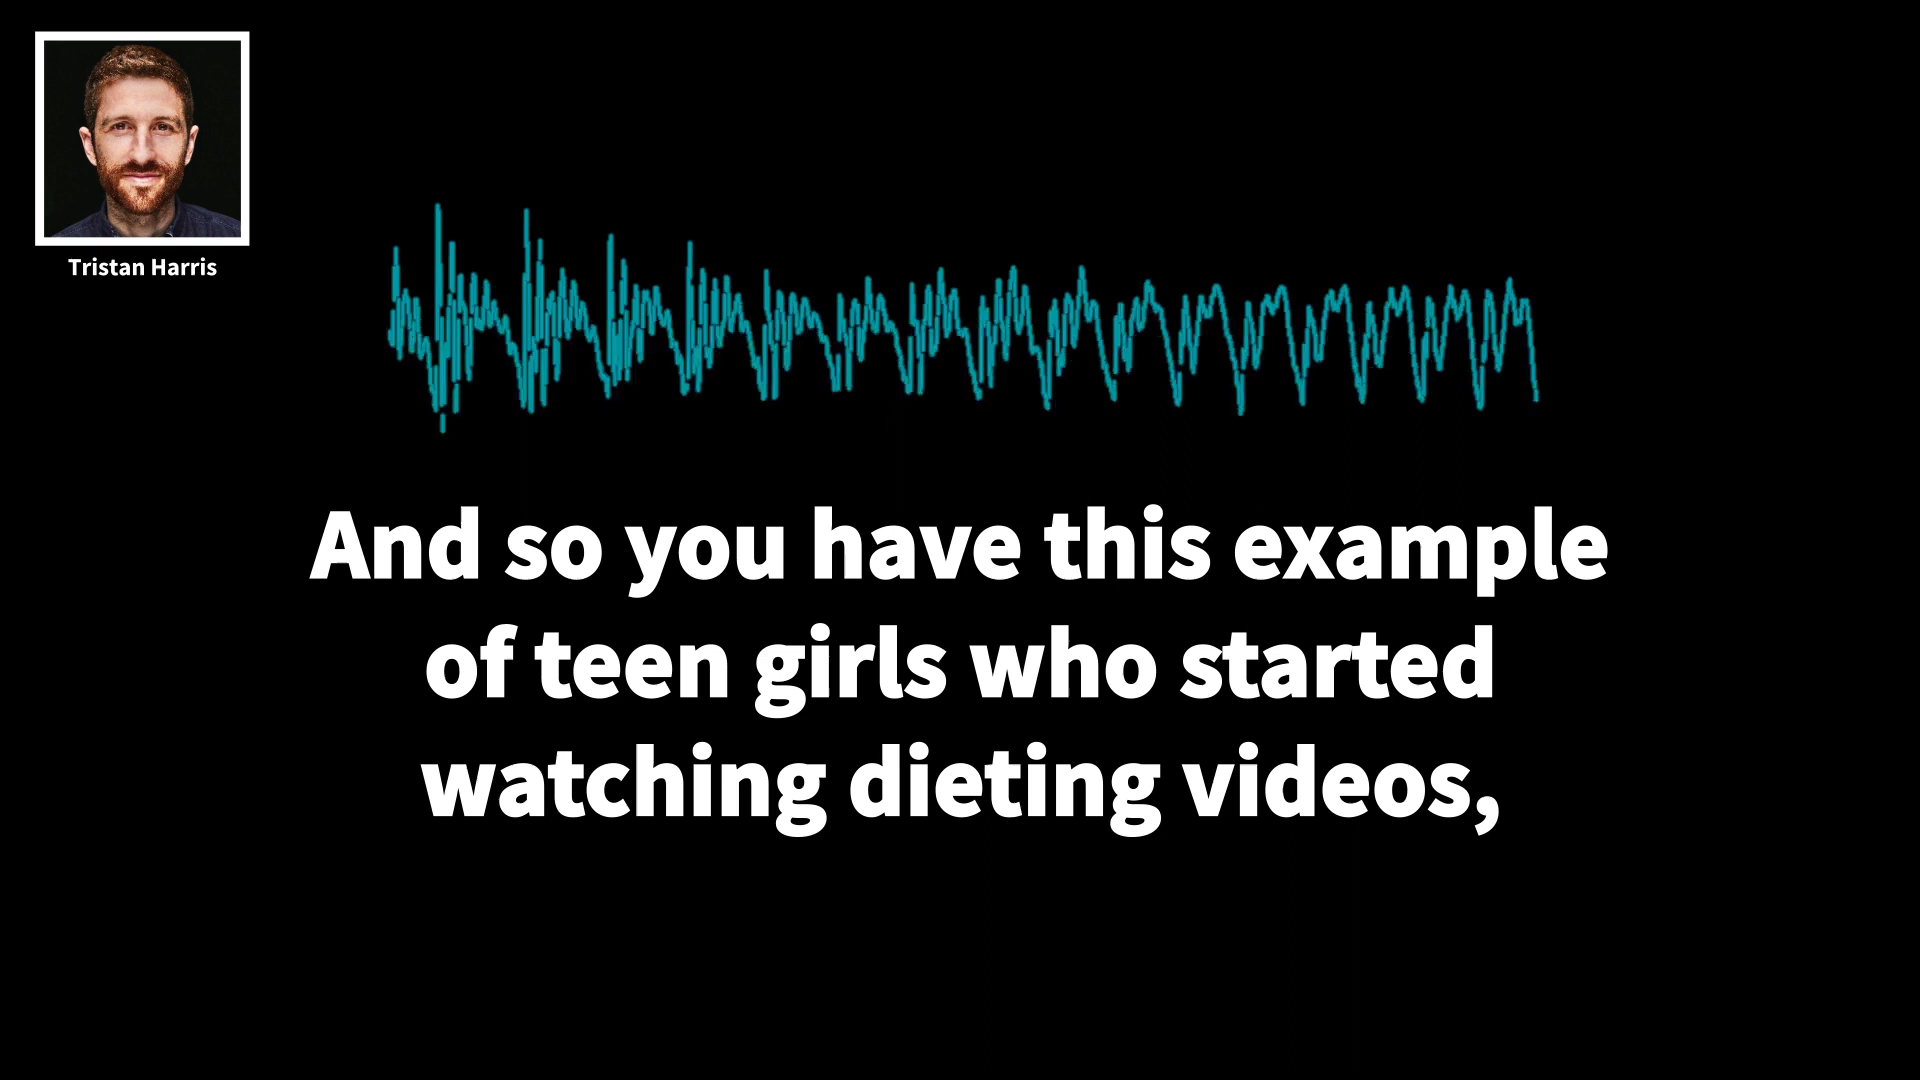 Tristan Harris
And so you have this example
of teen girls who started
watching dieting videos,